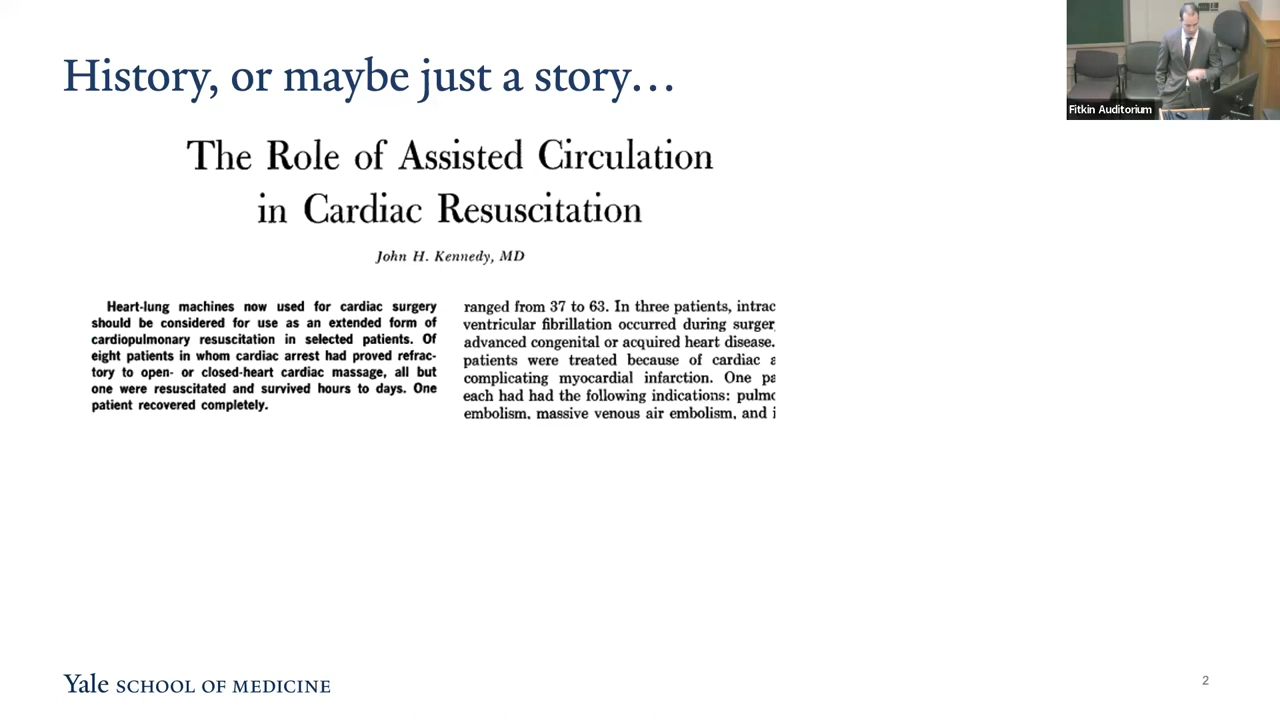 History, or maybe just a story…
Fitkin Auditorium
The Role of Assisted Circulation
in Cardiac Resuscitation
John H. Kennedy, MD
Heart-lung machines now used for cardiac surgery
should be considered for use as an extended form of
cardiopulmonary resuscitation in selected patients. Of
eight patients in whom cardiac arrest had proved refrac-
tory to open- or closed-heart cardiac massage, all but
one were resuscitated and survived hours to days. One
patient recovered completely.
ranged from 37 to 63. In three patients, intrac
ventricular fibrillation occurred during surger
advanced congenital or acquired heart disease.
patients were treated because of cardiac
complicating myocardial infarction. One pa
each had had the following indications: pulmo
embolism, massive venous air embolism, and i
Yale SCHOOL OF MEDICINE
2